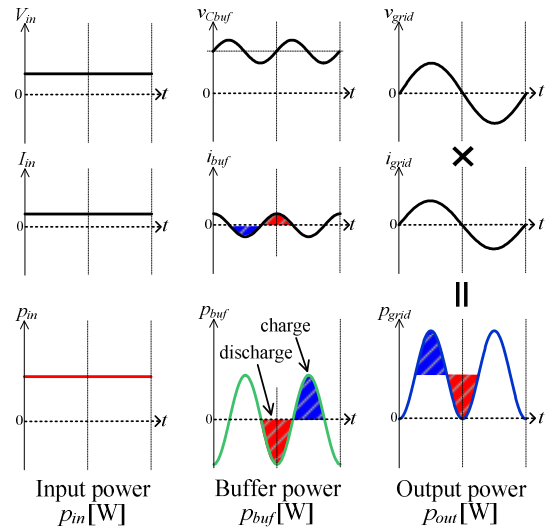 V_in
v_Cbuf
v_grid
0 t
0 t
0 t
×
I_in
i_buf
i_grid
0 t
0 t
0 t
=
p_in
p_buf
p_grid
charge
discharge
0 t
0 t
0 t
Input power
p_in [W]
Buffer power
p_buf [W]
Output power
p_out [W]